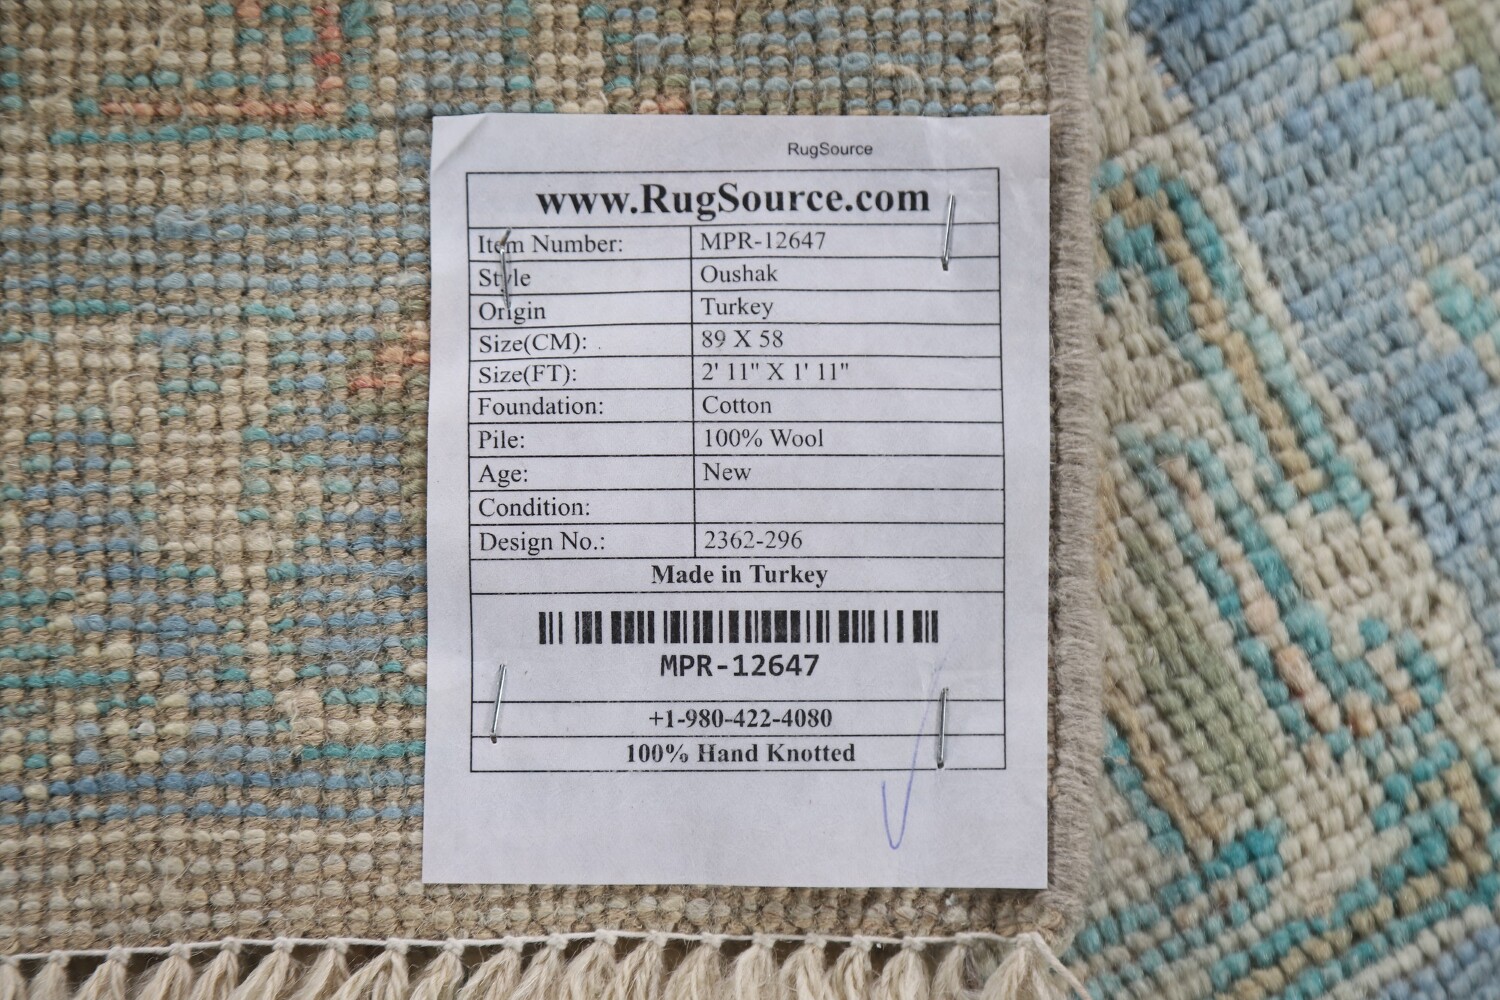 RugSource
www.RugSource.com
Item Number: MPR-12647
Style Oushak
Origin Turkey
Size(CM): 89 X 58
Size(FT): 2' 11" X 1' 11"
Foundation: Cotton
Pile: 100% Wool
Age: New
Condition:
Design No.: 2362-296
Made in Turkey
MPR-12647
+1-980-422-4080
100% Hand Knotted